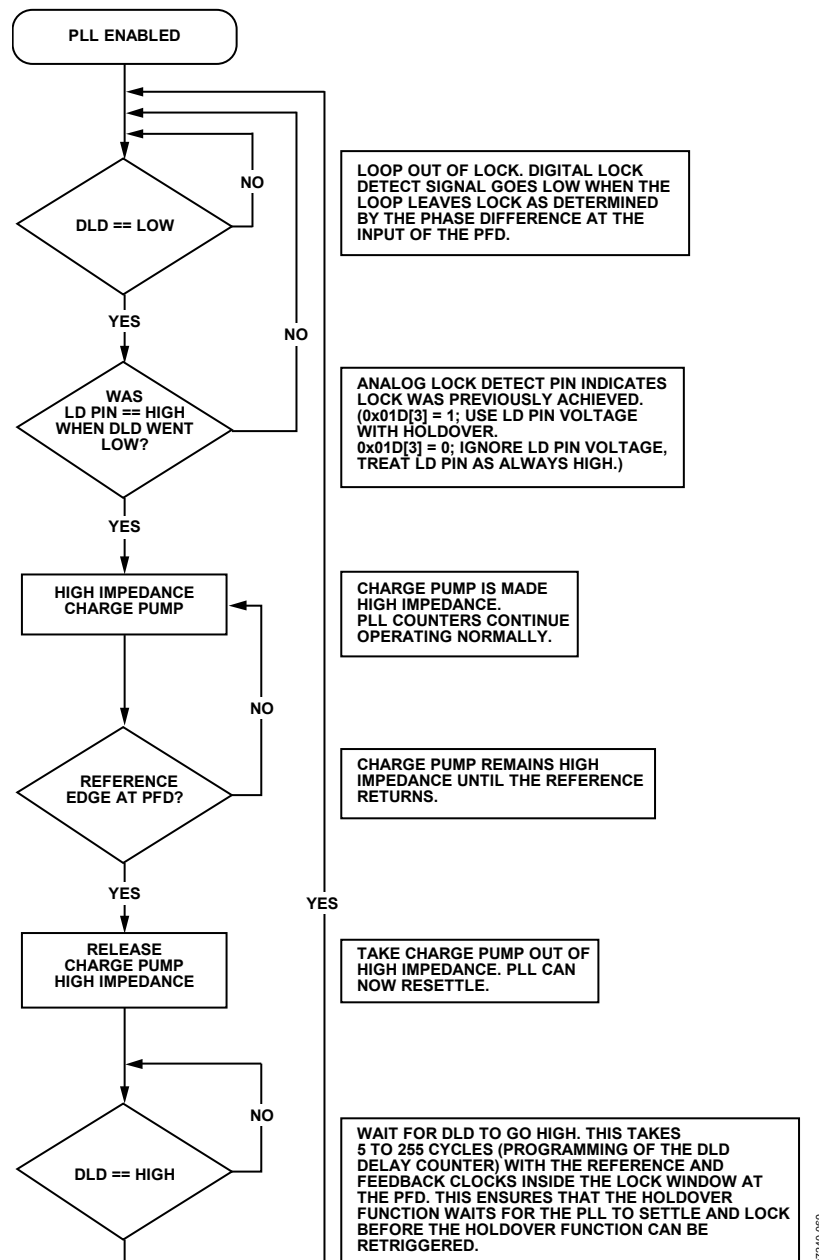 PLL ENABLED
NO
LOOP OUT OF LOCK. DIGITAL LOCK
DETECT SIGNAL GOES LOW WHEN THE
LOOP LEAVES LOCK AS DETERMINED
BY THE PHASE DIFFERENCE AT THE
INPUT OF THE PFD.
DLD == LOW
YES
NO
WAS
LD PIN == HIGH
WHEN DLD WENT
LOW?
ANALOG LOCK DETECT PIN INDICATES
LOCK WAS PREVIOUSLY ACHIEVED.
(0x01D[3] = 1; USE LD PIN VOLTAGE
WITH HOLDOVER.
0x01D[3] = 0; IGNORE LD PIN VOLTAGE,
TREAT LD PIN AS ALWAYS HIGH.)
YES
HIGH IMPEDANCE
CHARGE PUMP
CHARGE PUMP IS MADE
HIGH IMPEDANCE.
PLL COUNTERS CONTINUE
OPERATING NORMALLY.
NO
REFERENCE
EDGE AT PFD?
CHARGE PUMP REMAINS HIGH
IMPEDANCE UNTIL THE REFERENCE
RETURNS.
YES
YES
RELEASE
CHARGE PUMP
HIGH IMPEDANCE
TAKE CHARGE PUMP OUT OF
HIGH IMPEDANCE. PLL CAN
NOW RESETTLE.
NO
DLD == HIGH
WAIT FOR DLD TO GO HIGH. THIS TAKES
5 TO 255 CYCLES (PROGRAMMING OF THE DLD
DELAY COUNTER) WITH THE REFERENCE AND
FEEDBACK CLOCKS INSIDE THE LOCK WINDOW AT
THE PFD. THIS ENSURES THAT THE HOLDOVER
FUNCTION WAITS FOR THE PLL TO SETTLE AND LOCK
BEFORE THE HOLDOVER FUNCTION CAN BE
RETRIGGERED.